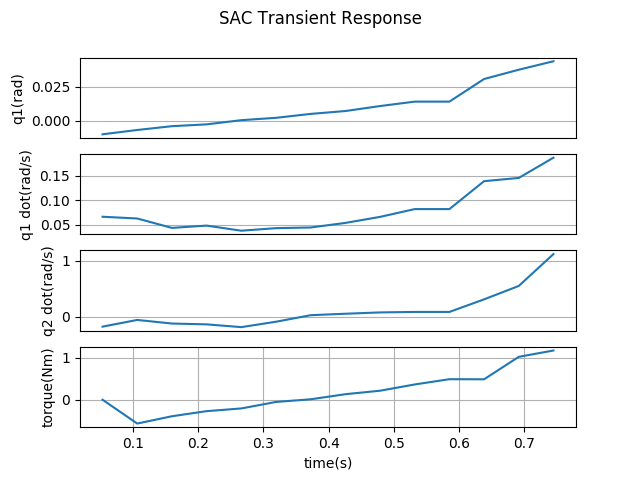 SAC Transient Response
q1(rad)
0.025
0.000
q1 dot(rad/s)
0.15
0.10
0.05
q2 dot(rad/s)
1
0
torque(Nm)
1
0
0.1 0.2 0.3 0.4 0.5 0.6 0.7
time(s)